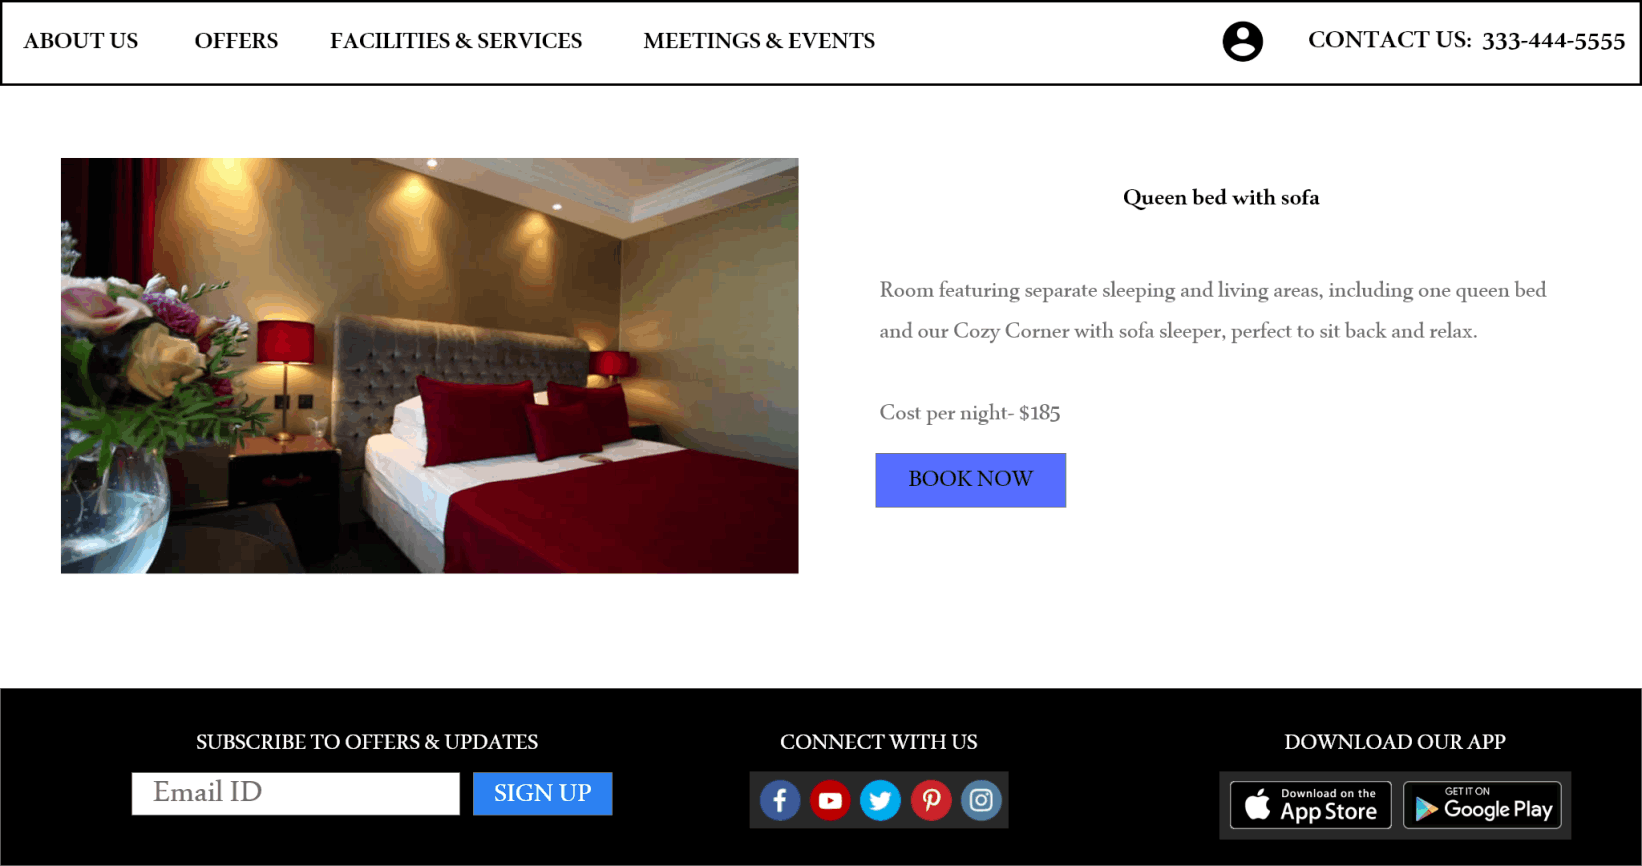 ABOUT US OFFERS FACILITIES & SERVICES MEETINGS & EVENTS CONTACT US: 333-444-5555
Queen bed with sofa
Room featuring separate sleeping and living areas, including one queen bed
and our Cozy Corner with sofa sleeper, perfect to sit back and relax.
Cost per night- $185
BOOK NOW
SUBSCRIBE TO OFFERS & UPDATES
Email ID
SIGN UP
CONNECT WITH US
DOWNLOAD OUR APP
Download on the
App Store
GET IT ON
Google Play